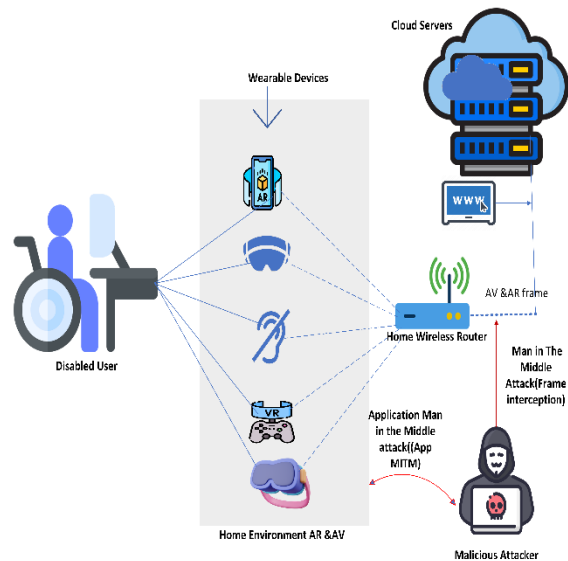 Cloud Servers
Wearable Devices
AR
WWW
AV &AR frame
Home Wireless Router
Disabled User
Man in The
Middle
Attack(Frame
interception)
VR
Application Man
in the Middle
attack((App
MITM)
Home Environment AR &AV
Malicious Attacker